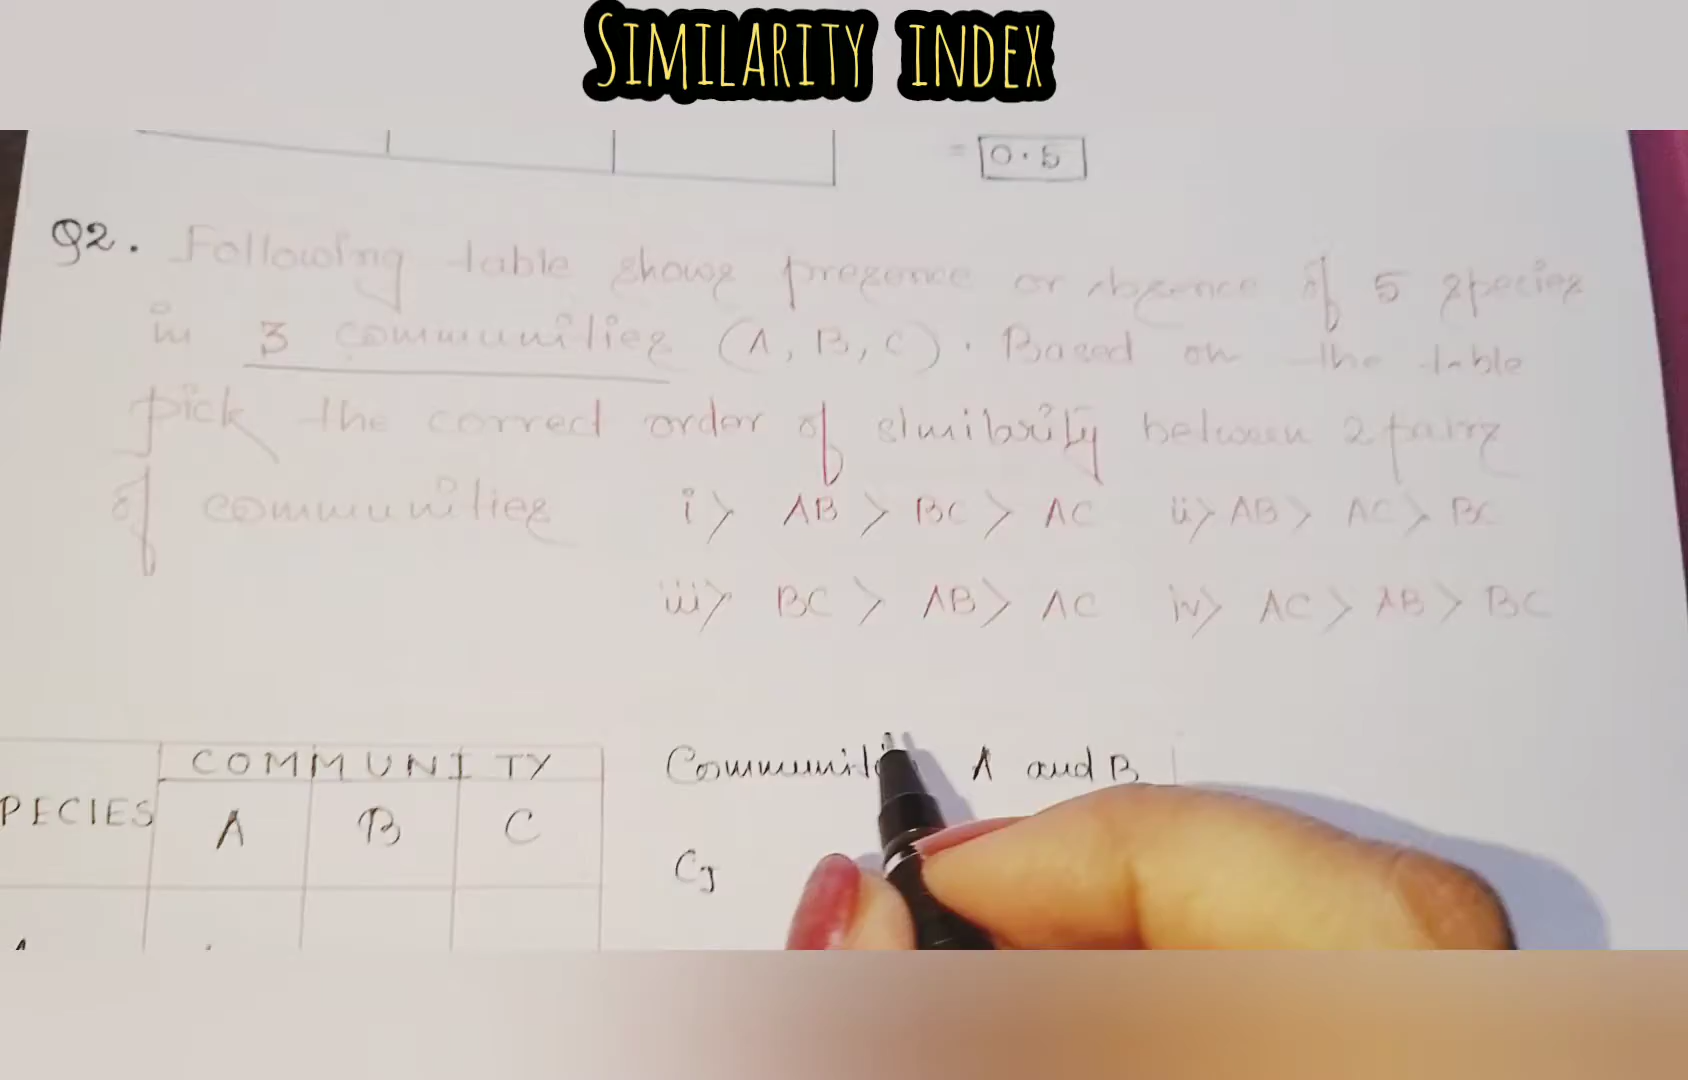 SIMILARITY INDEX
= 0.5
Q2. Following table shows presence or absence of 5 species
in 3 communities (A, B, C). Based on the table
pick the correct order of similarity between 2 pairs
of communities i> AB > BC > AC ii> AB > AC > BC
iii> BC > AB > AC iv> AC > AB > BC
COMMUNITY
PECIES A B C
A and B
CJ